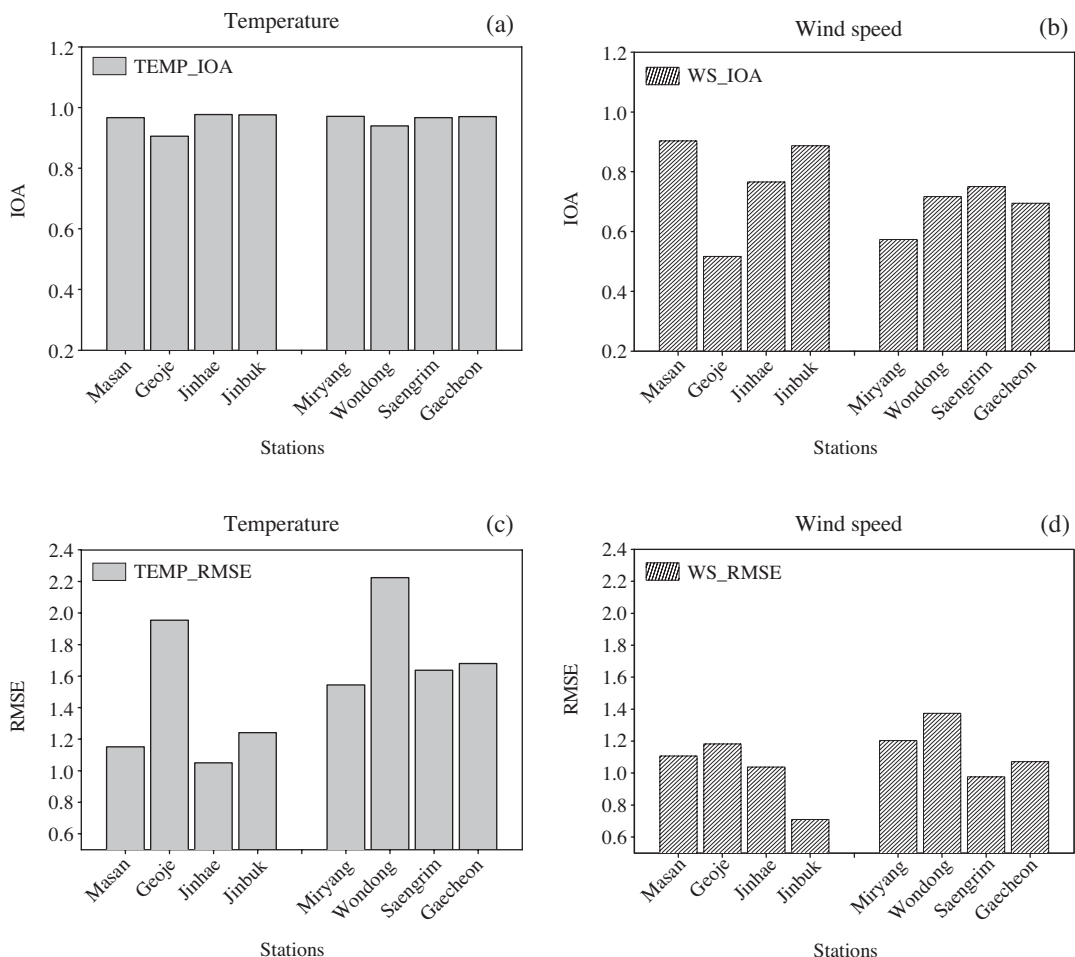 Temperature
(a)
1.2
1.0
0.8
0.6
0.4
0.2
IOA
TEMP_IOA
Masan
Geoje
Jinhae
Jinbuk
Miryang
Wondong
Saengrim
Gaecheon
Stations
Wind speed
(b)
1.2
1.0
0.8
0.6
0.4
0.2
IOA
WS_IOA
Masan
Geoje
Jinhae
Jinbuk
Miryang
Wondong
Saengrim
Gaecheon
Stations
Temperature
(c)
2.4
2.2
2.0
1.8
1.6
1.4
1.2
1.0
0.8
0.6
RMSE
TEMP_RMSE
Masan
Geoje
Jinhae
Jinbuk
Miryang
Wondong
Saengrim
Gaecheon
Stations
Wind speed
(d)
2.4
2.2
2.0
1.8
1.6
1.4
1.2
1.0
0.8
0.6
RMSE
WS_RMSE
Masan
Geoje
Jinhae
Jinbuk
Miryang
Wondong
Saengrim
Gaecheon
Stations